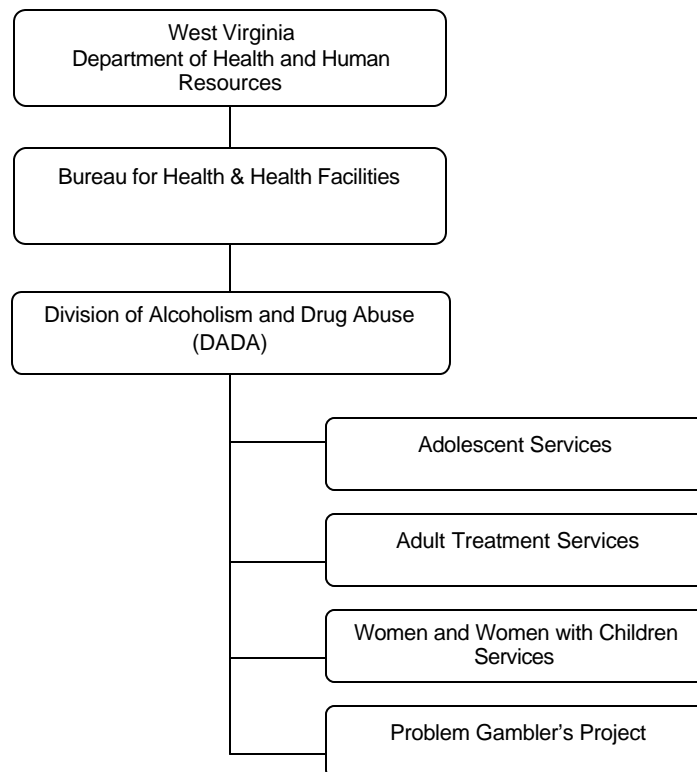 West Virginia
Department of Health and Human
Resources
Bureau for Health & Health Facilities
Division of Alcoholism and Drug Abuse
(DADA)
Adolescent Services
Adult Treatment Services
Women and Women with Children
Services
Problem Gambler’s Project